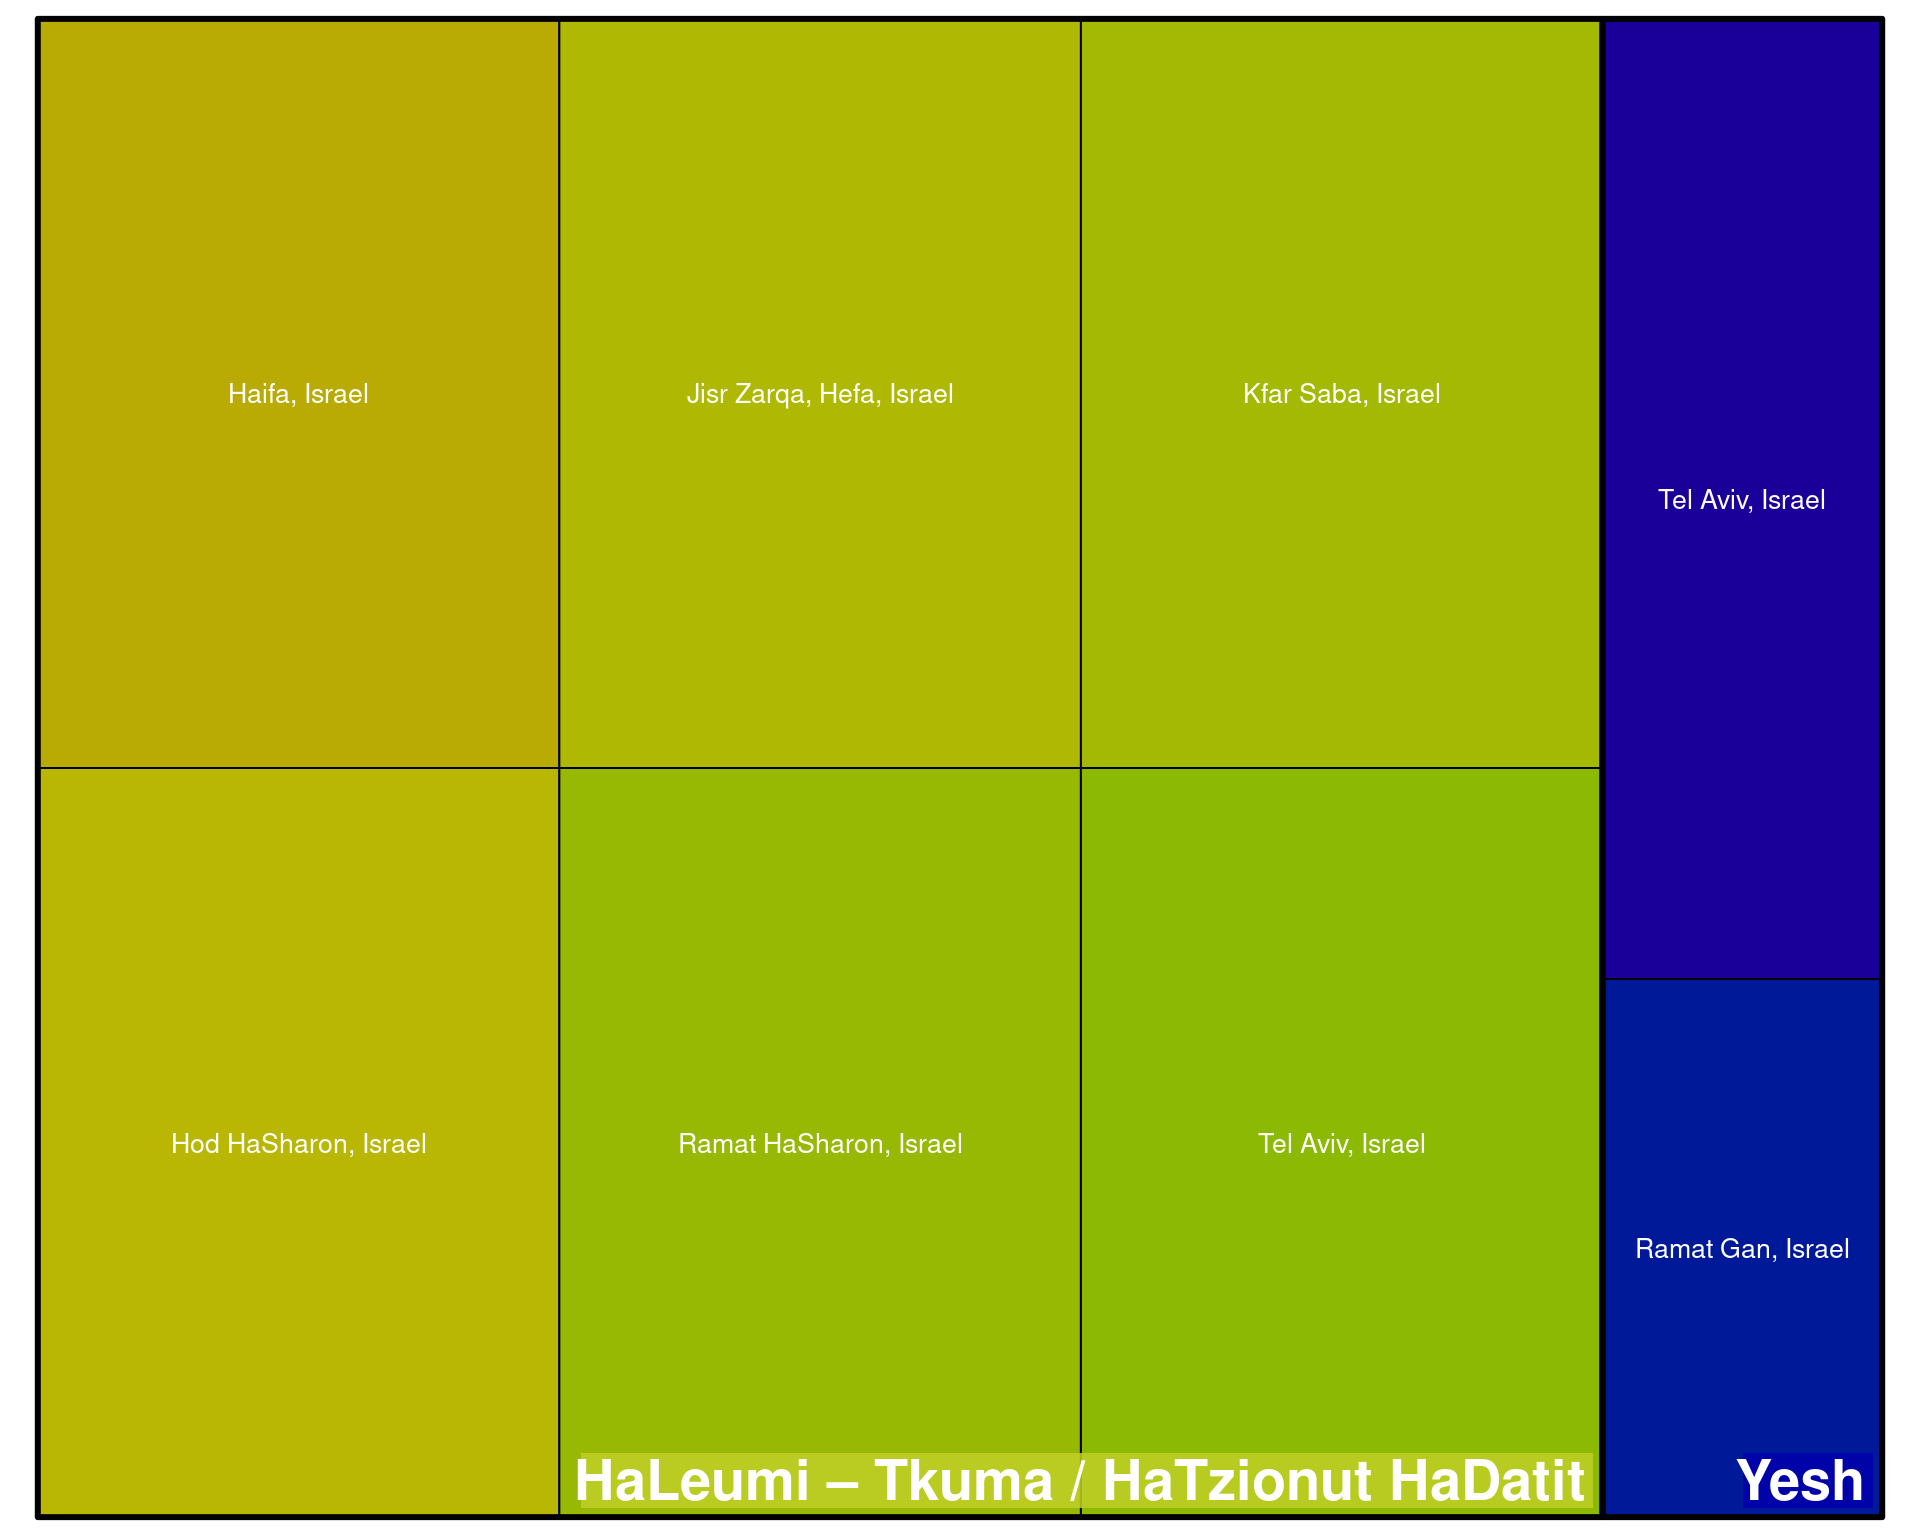 Haifa, Israel
Jisr Zarqa, Hefa, Israel
Kfar Saba, Israel
Tel Aviv, Israel
Hod HaSharon, Israel
Ramat HaSharon, Israel
Tel Aviv, Israel
Ramat Gan, Israel
HaLeumi – Tkuma / HaTzionut HaDatit
Yesh